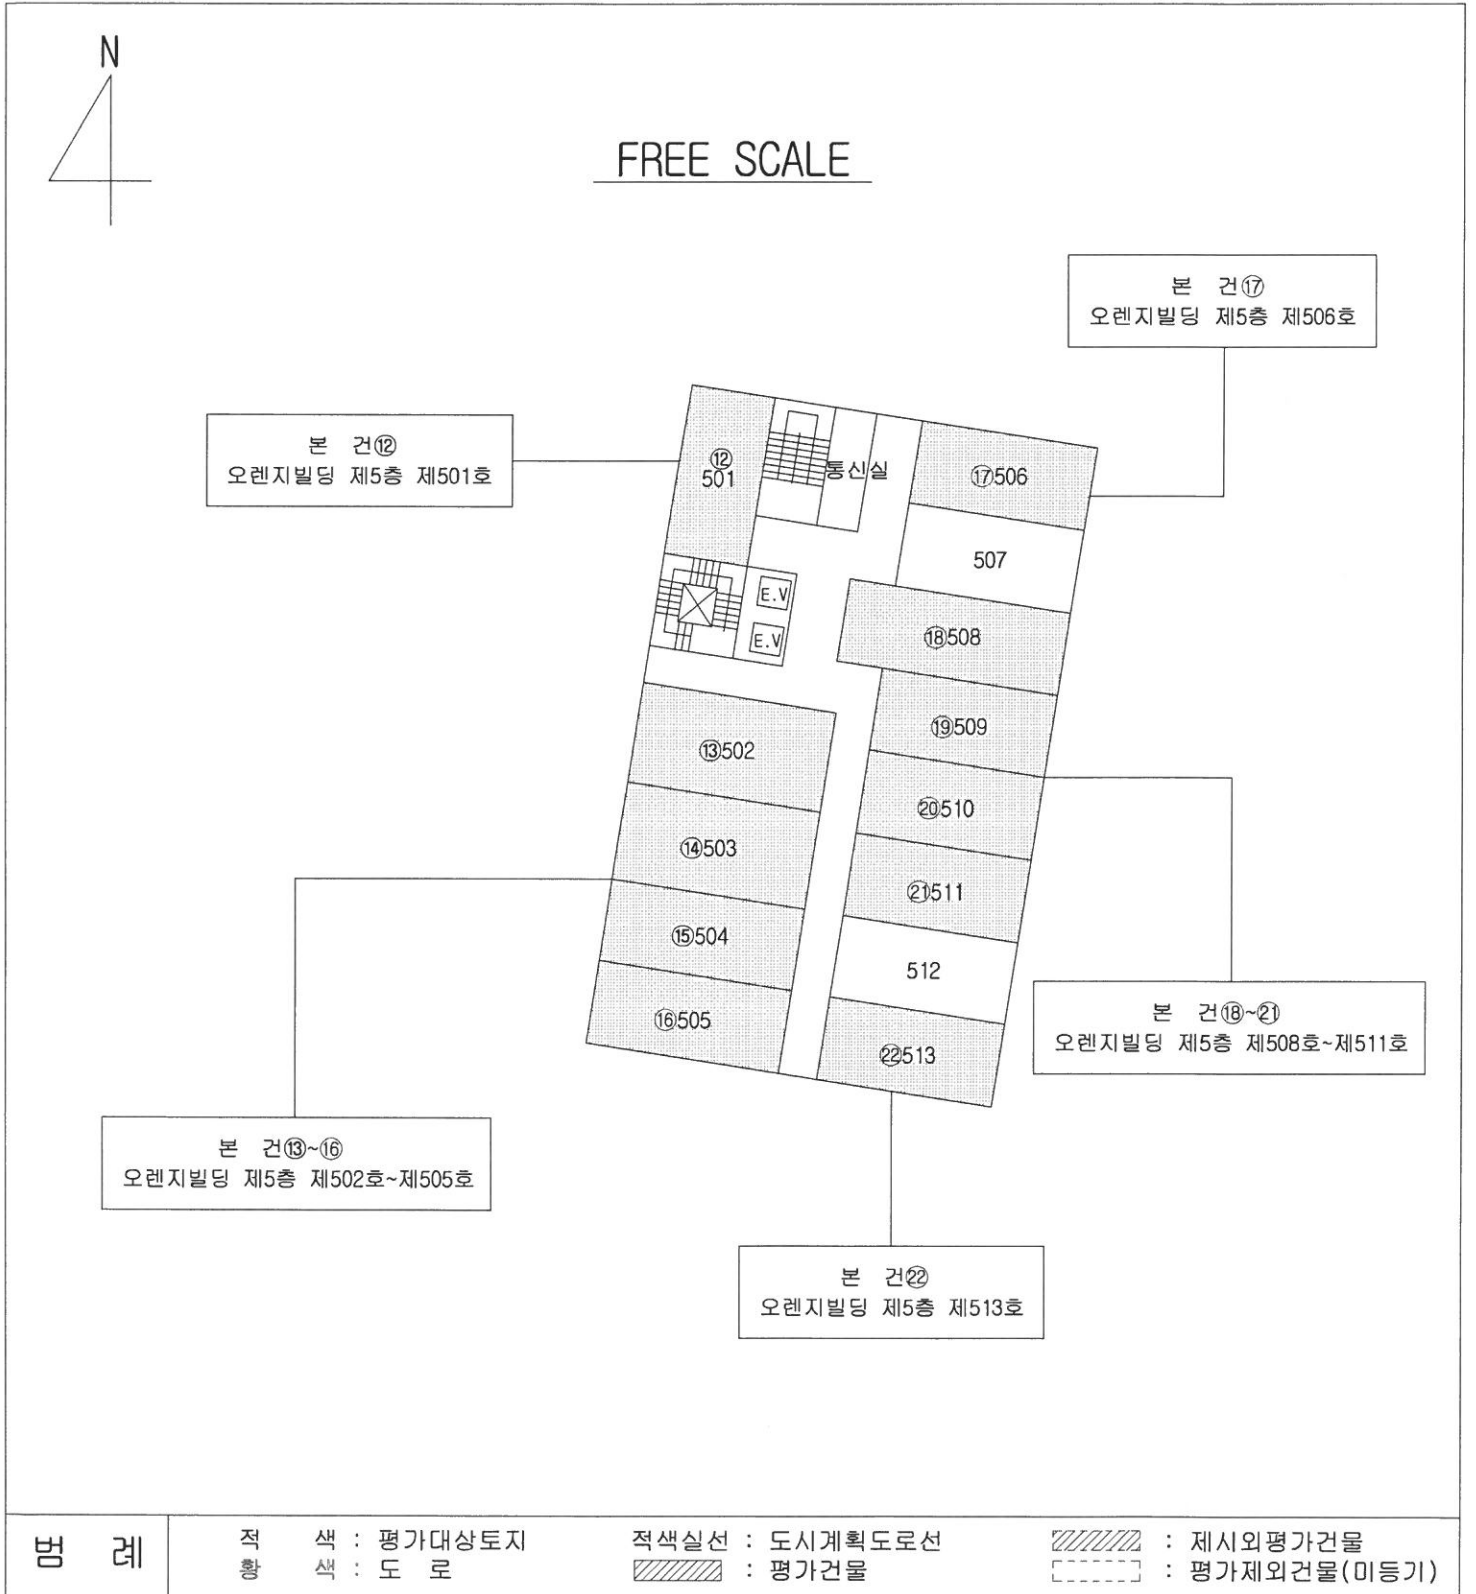 N
FREE SCALE
본 건⑰
오렌지빌딩 제5층 제506호
본 건⑫
오렌지빌딩 제5층 제501호
⑫
501
통신실
⑰506
507
E.V
E.V
⑱508
⑲509
⑬502
⑳510
⑭503
㉑511
⑮504
512
⑯505
㉒513
본 건⑱~㉑
오렌지빌딩 제5층 제508호~제511호
본 건⑬~⑯
오렌지빌딩 제5층 제502호~제505호
본 건㉒
오렌지빌딩 제5층 제513호
범 례
적 색 : 평가대상토지
황 색 : 도 로
적색실선 : 도시계획도로선
: 평가건물
: 제시외평가건물
: 평가제외건물(미등기)